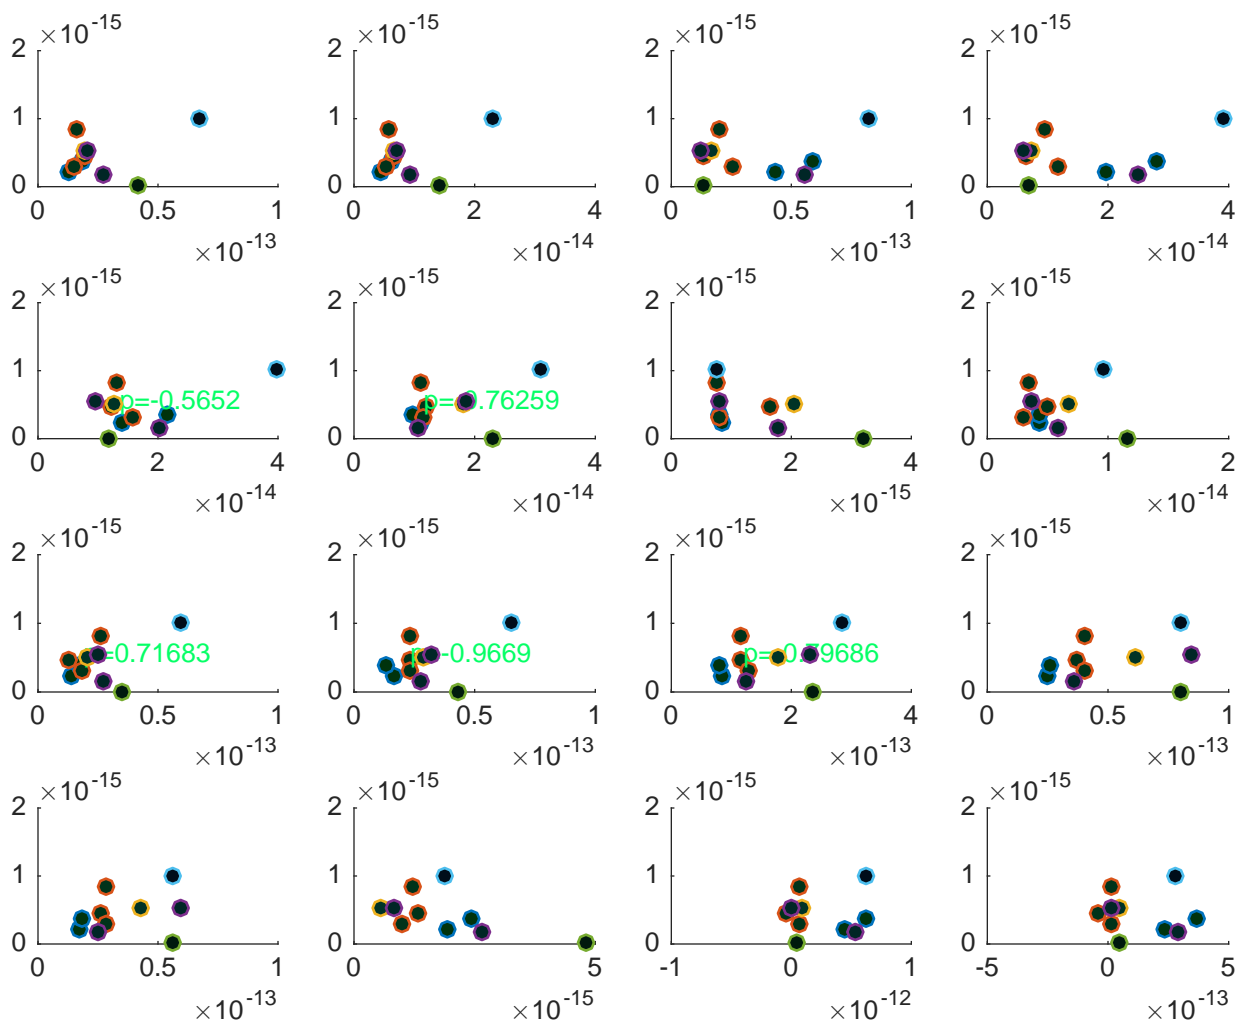 ×10-15 ×10-15 ×10-15 ×10-15
2 2 2 2
1 1 1 1
0 0 0 0
0 0.5 1 0 2 4 0 0.5 1 0 2 4
×10-13 ×10-14 ×10-13 ×10-14
×10-15 ×10-15 ×10-15 ×10-15
2 2 2 2
1 1 1 1
p=-0.5652 0.76259
0 0 0 0
0 2 4 0 2 4 0 2 4 0 1 2
×10-14 ×10-14 ×10-15 ×10-14
×10-15 ×10-15 ×10-15 ×10-15
2 2 2 2
1 1 1 1
=0.71683 -0.9669 p= 0.79686
0 0 0 0
0 0.5 1 0 0.5 1 0 2 4 0 0.5 1
×10-13 ×10-13 ×10-13 ×10-13
×10-15 ×10-15 ×10-15 ×10-15
2 2 2 2
1 1 1 1
0 0 0 0
0 0.5 1 0 5 -1 0 1 -5 0 5
×10-13 ×10-15 ×10-12 ×10-13